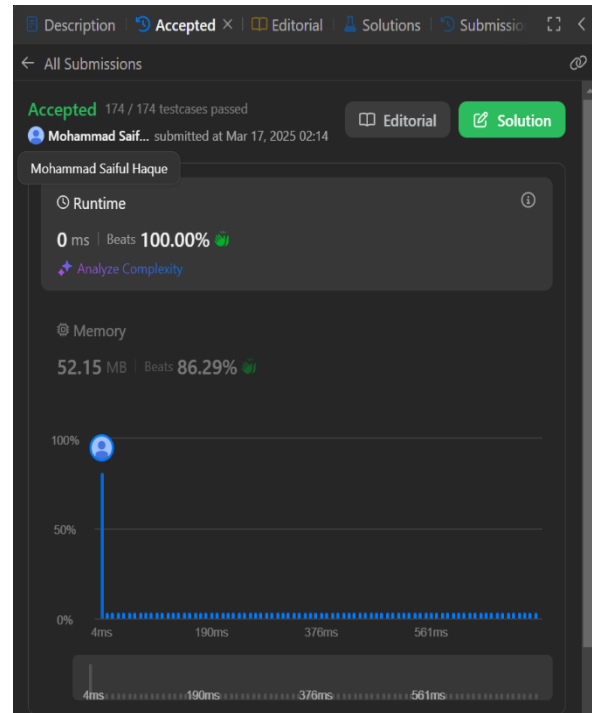 Description Accepted × Editorial Solutions Submissio
← All Submissions
Accepted 174 / 174 testcases passed
Mohammad Saif... submitted at Mar 17, 2025 02:14
Editorial
Solution
Mohammad Saiful Haque
Runtime
0 ms | Beats 100.00%
Analyze Complexity
Memory
52.15 MB | Beats 86.29%
100%
50%
0%
4ms 190ms 376ms 561ms
4ms 190ms 376ms 561ms